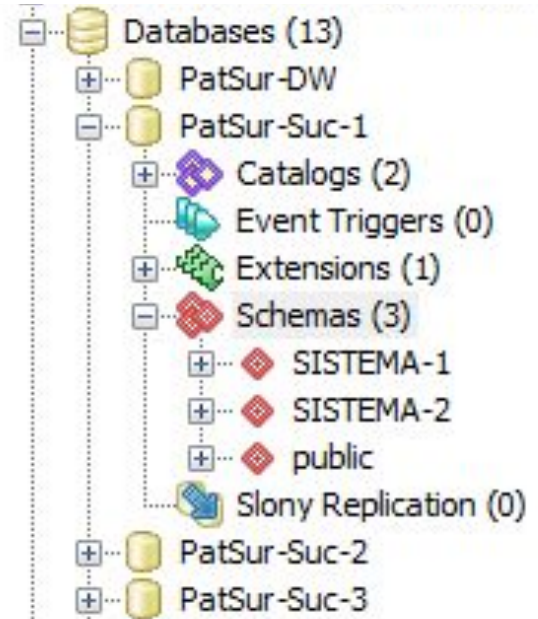 Databases (13)
PatSur-DW
PatSur-Suc-1
Catalogs (2)
Event Triggers (0)
Extensions (1)
Schemas (3)
SISTEMA-1
SISTEMA-2
public
Slony Replication (0)
PatSur-Suc-2
PatSur-Suc-3